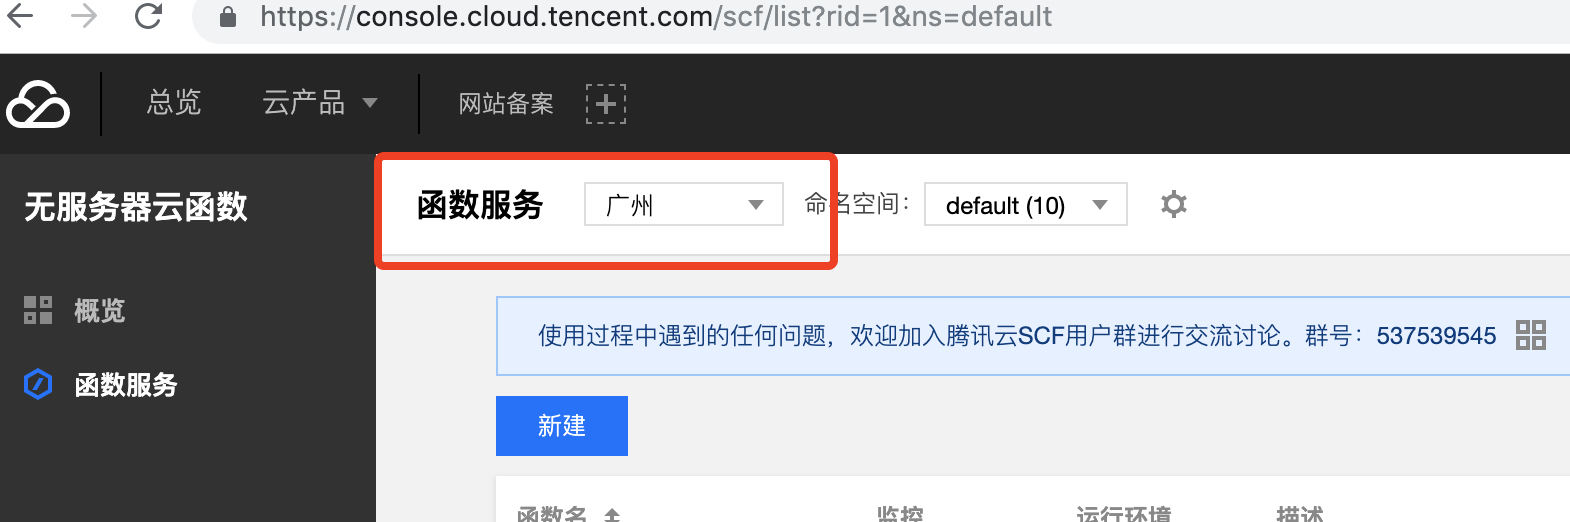 https://console.cloud.tencent.com/scf/list?rid=1&ns=default
总览 云产品 网站备案
无服务器云函数
函数服务 广州 命名空间： default (10)
概览
使用过程中遇到的任何问题，欢迎加入腾讯云SCF用户群进行交流讨论。群号：537539545
函数服务
新建
函数名 监控 运行环境 描述